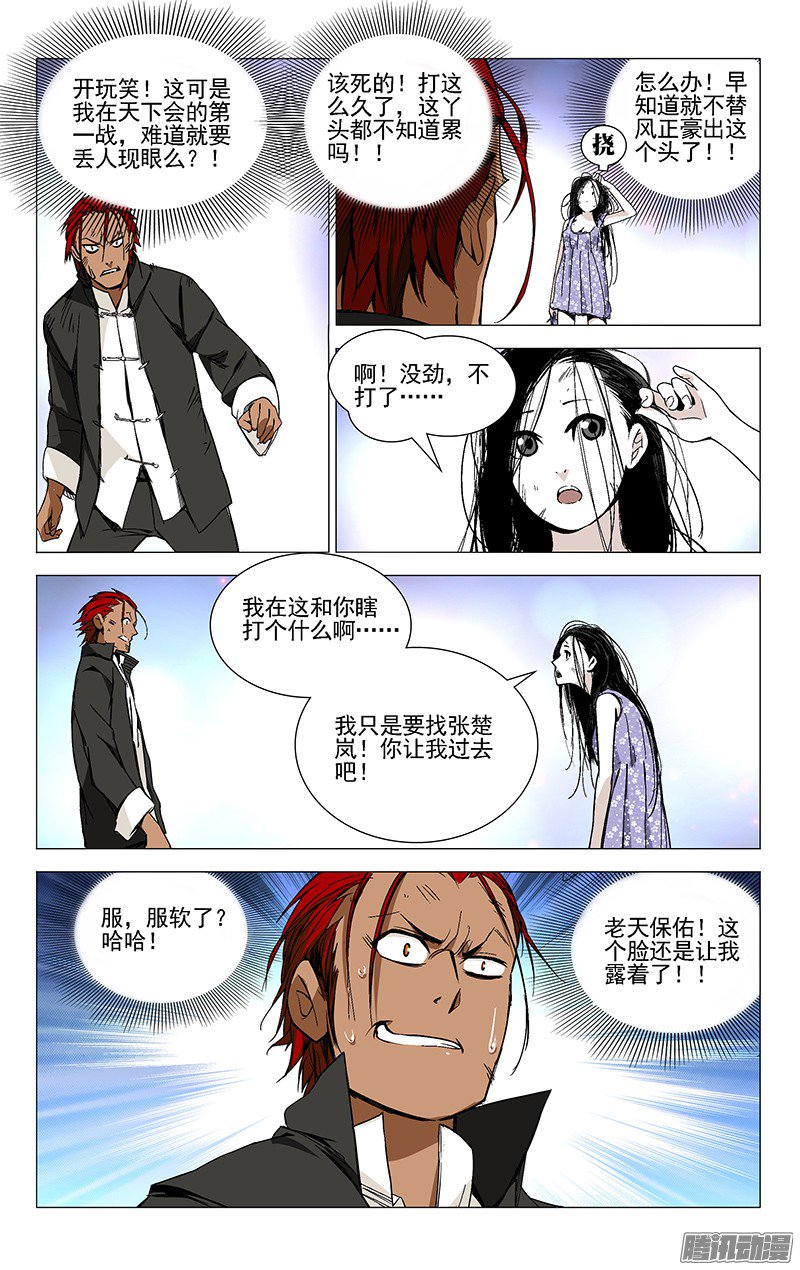 开玩笑！这可是
我在天下会的第
一战，难道就要
丢人现眼么？！
该死的！打这
么久了，这丫
头都不知道累
吗！！
怎么办！早
知道就不替
风正豪出这
个头了！！
挠
啊！没劲，不
打了……
我在这和你瞎
打个什么啊……
我只是要找张楚
岚！你让我过去
吧！
服，服软了？
哈哈！
老天保佑！这
个脸还是让我
露着了！！
腾讯动漫